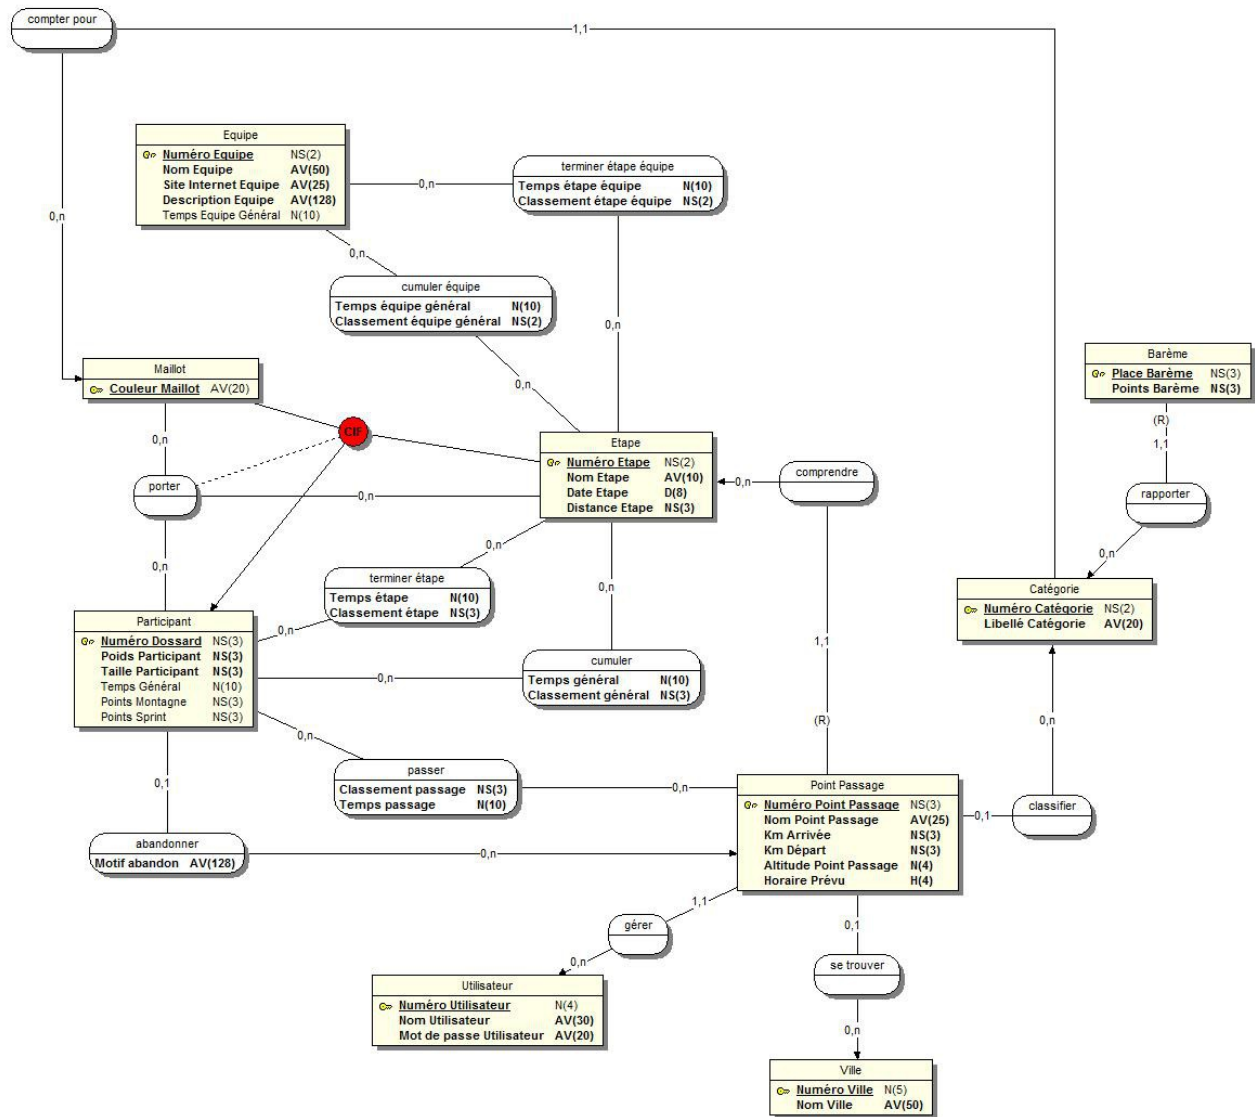 compter pour
1,1
0,n
Equipe
Numéro Equipe NS(2)
Nom Equipe AV(50)
Site Internet Equipe AV(25)
Description Equipe AV(128)
Temps Equipe Général N(10)
0,n
terminer étape équipe
Temps étape équipe N(10)
Classement étape équipe NS(2)
0,n
cumuler équipe
Temps équipe général N(10)
Classement équipe général NS(2)
0,n
0,n
Maillot
Couleur Maillot AV(20)
Barème
Place Barème NS(3)
Points Barème NS(3)
0,n
CIF
(R)
1,1
Etape
Numéro Etape NS(2)
Nom Etape AV(10)
Date Etape D(8)
Distance Etape NS(3)
porter
0,n
0,n
comprendre
0,n
rapporter
0,n
0,n
terminer étape
Temps étape N(10)
Classement étape NS(3)
0,n
0,n
Catégorie
Numéro Catégorie NS(2)
Libellé Catégorie AV(20)
Participant
Numéro Dossard NS(3)
Poids Participant NS(3)
Taille Participant NS(3)
Temps Général N(10)
Points Montagne NS(3)
Points Sprint NS(3)
0,n
0,n
cumuler
Temps général N(10)
Classement général NS(3)
1,1
(R)
0,n
0,n
passer
Classement passage NS(3)
Temps passage N(10)
0,n
0,1
Point Passage
Numéro Point Passage NS(3)
Nom Point Passage AV(25)
Km Arrivée NS(3)
Km Départ NS(3)
Altitude Point Passage N(4)
Horaire Prévu H(4)
0,1
classifier
abandonner
Motif abandon AV(128)
0,n
1,1
gérer
0,n
0,1
se trouver
0,n
Utilisateur
Numéro Utilisateur N(4)
Nom Utilisateur AV(30)
Mot de passe Utilisateur AV(20)
Ville
Numéro Ville N(5)
Nom Ville AV(50)